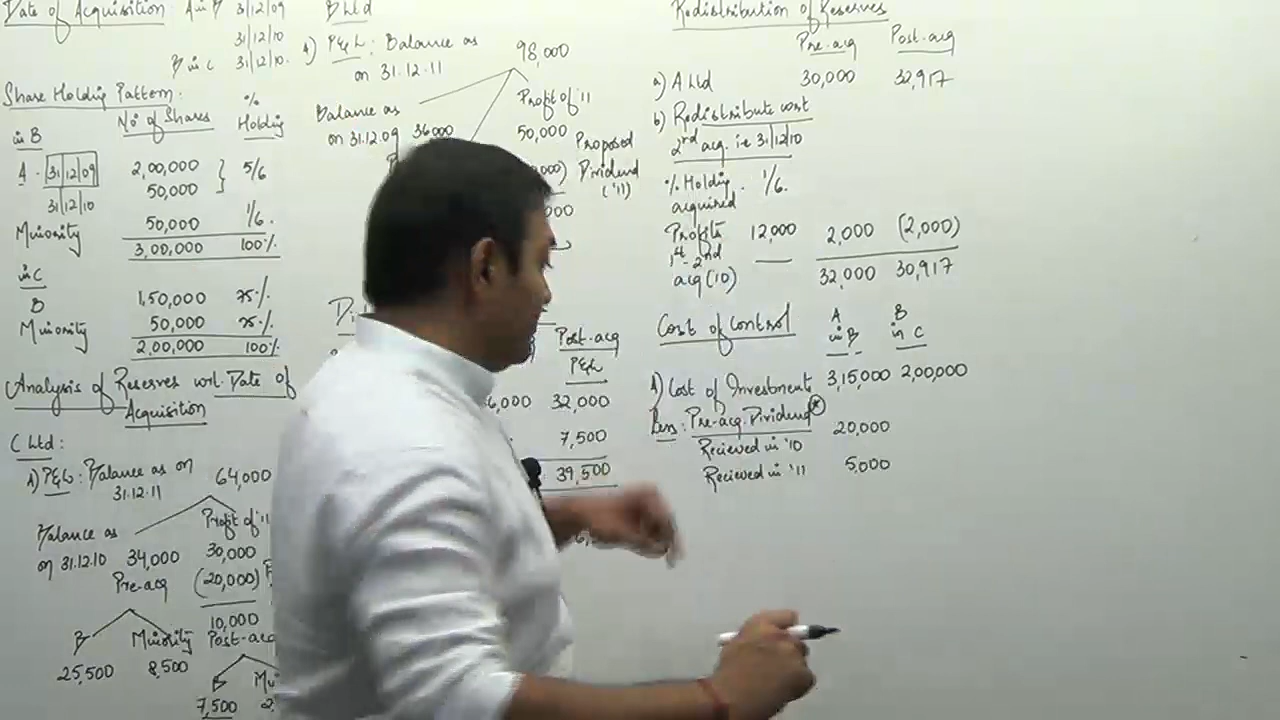 Date of Acquisition : A in B 31/12/09
31/12/10
B in C 31/12/10.
Share Holding Pattern :
No of Shares % Holding
in B
A - 31/12/09 2,00,000 } 5/6
31/12/10 50,000
Minority 50,000 1/6.
3,00,000 100%
in C
B 1,50,000 75%
Minority 50,000 25%
2,00,000 100%
Analysis of Reserves wrt. Date of
Acquisition
C Ltd :
A) P&L : Balance as on 64,000
31.12.11
Balance as Profit of '11
on 31.12.10 34,000 30,000
Pre-acq (20,000)
10,000
B Minority Post-acq
25,500 8,500
7,500
B Ltd
A) P&L : Balance as 98,000
on 31.12.11
Balance as Profit of '11
on 31.12.09 36,000 50,000 Proposed
Dividend
('11)
Post-acq
P&L
32,000
7,500
39,500
Redistribution of Reserves
Pre-acq Post-acq
a) A Ltd 30,000 32,917
b) Redistribute cost
2nd acq. ie 31/12/10
% Holding - 1/6.
acquired
Profits 12,000 2,000 (2,000)
1st - 2nd
acq (10) 32,000 30,917
Cost of Control A in B B in C
A) Cost of Investments 3,15,000 2,00,000
Less : Pre-acq. Dividend
Recieved in '10 20,000
Recieved in '11 5,000